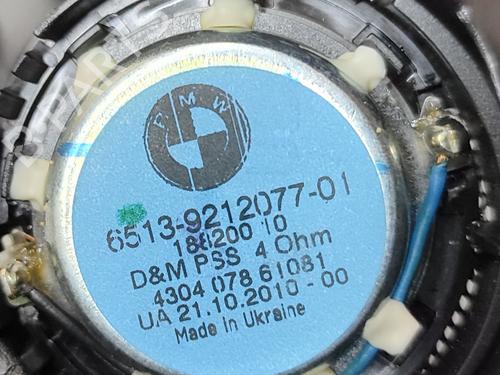 BMW
6513-9212077-01
188200 10
D&M PSS 4 Ohm
4304 078 61081
UA 21.10.2010 - 00
Made in Ukraine